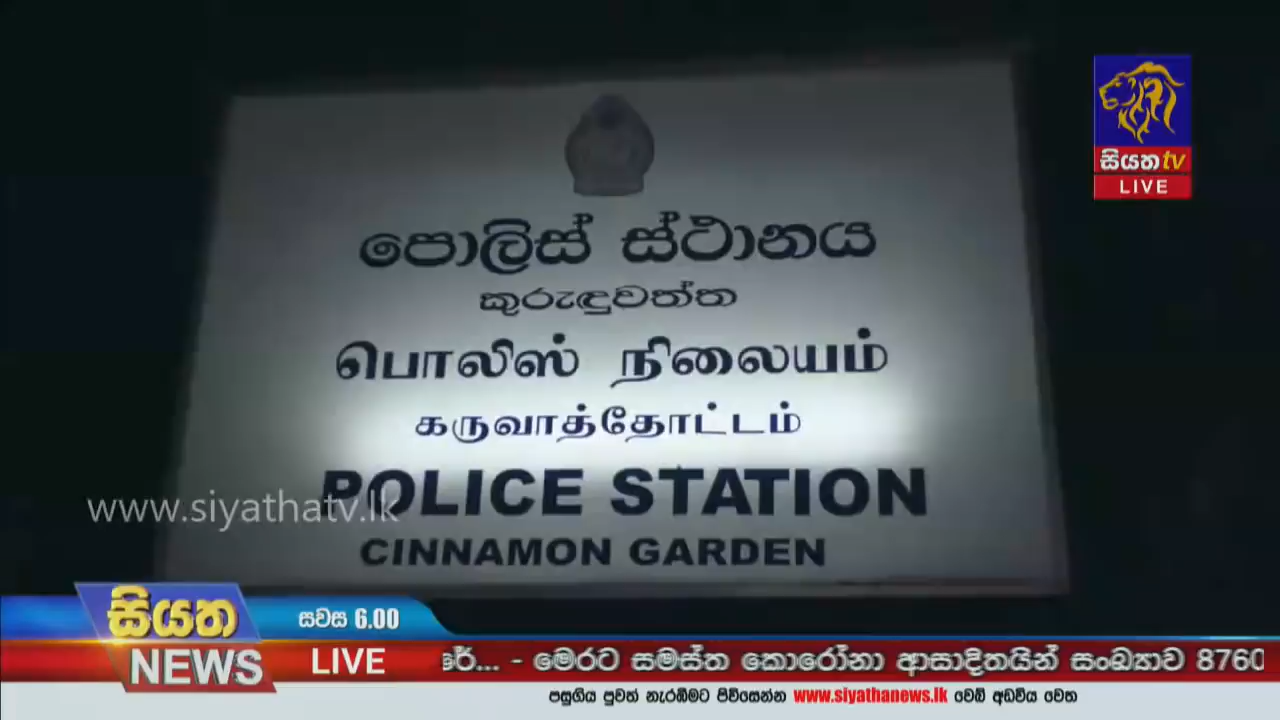 සියත tv
LIVE
පොලිස් ස්ථානය
කුරුඳුවත්ත
பொலிஸ் நிலையம்
கருவாத்தோட்டம்
POLICE STATION
CINNAMON GARDEN
www.siyathatv.lk
සියත
NEWS
සවස 6.00
LIVE
රේ... - මෙරට සමස්ත කොරෝනා ආසාදිතයින් සංඛ්‍යාව 8760
පසුගිය පුවත් නැරඹීමට පිවිසෙන්න www.siyathanews.lk වෙබ් අඩවිය වෙත